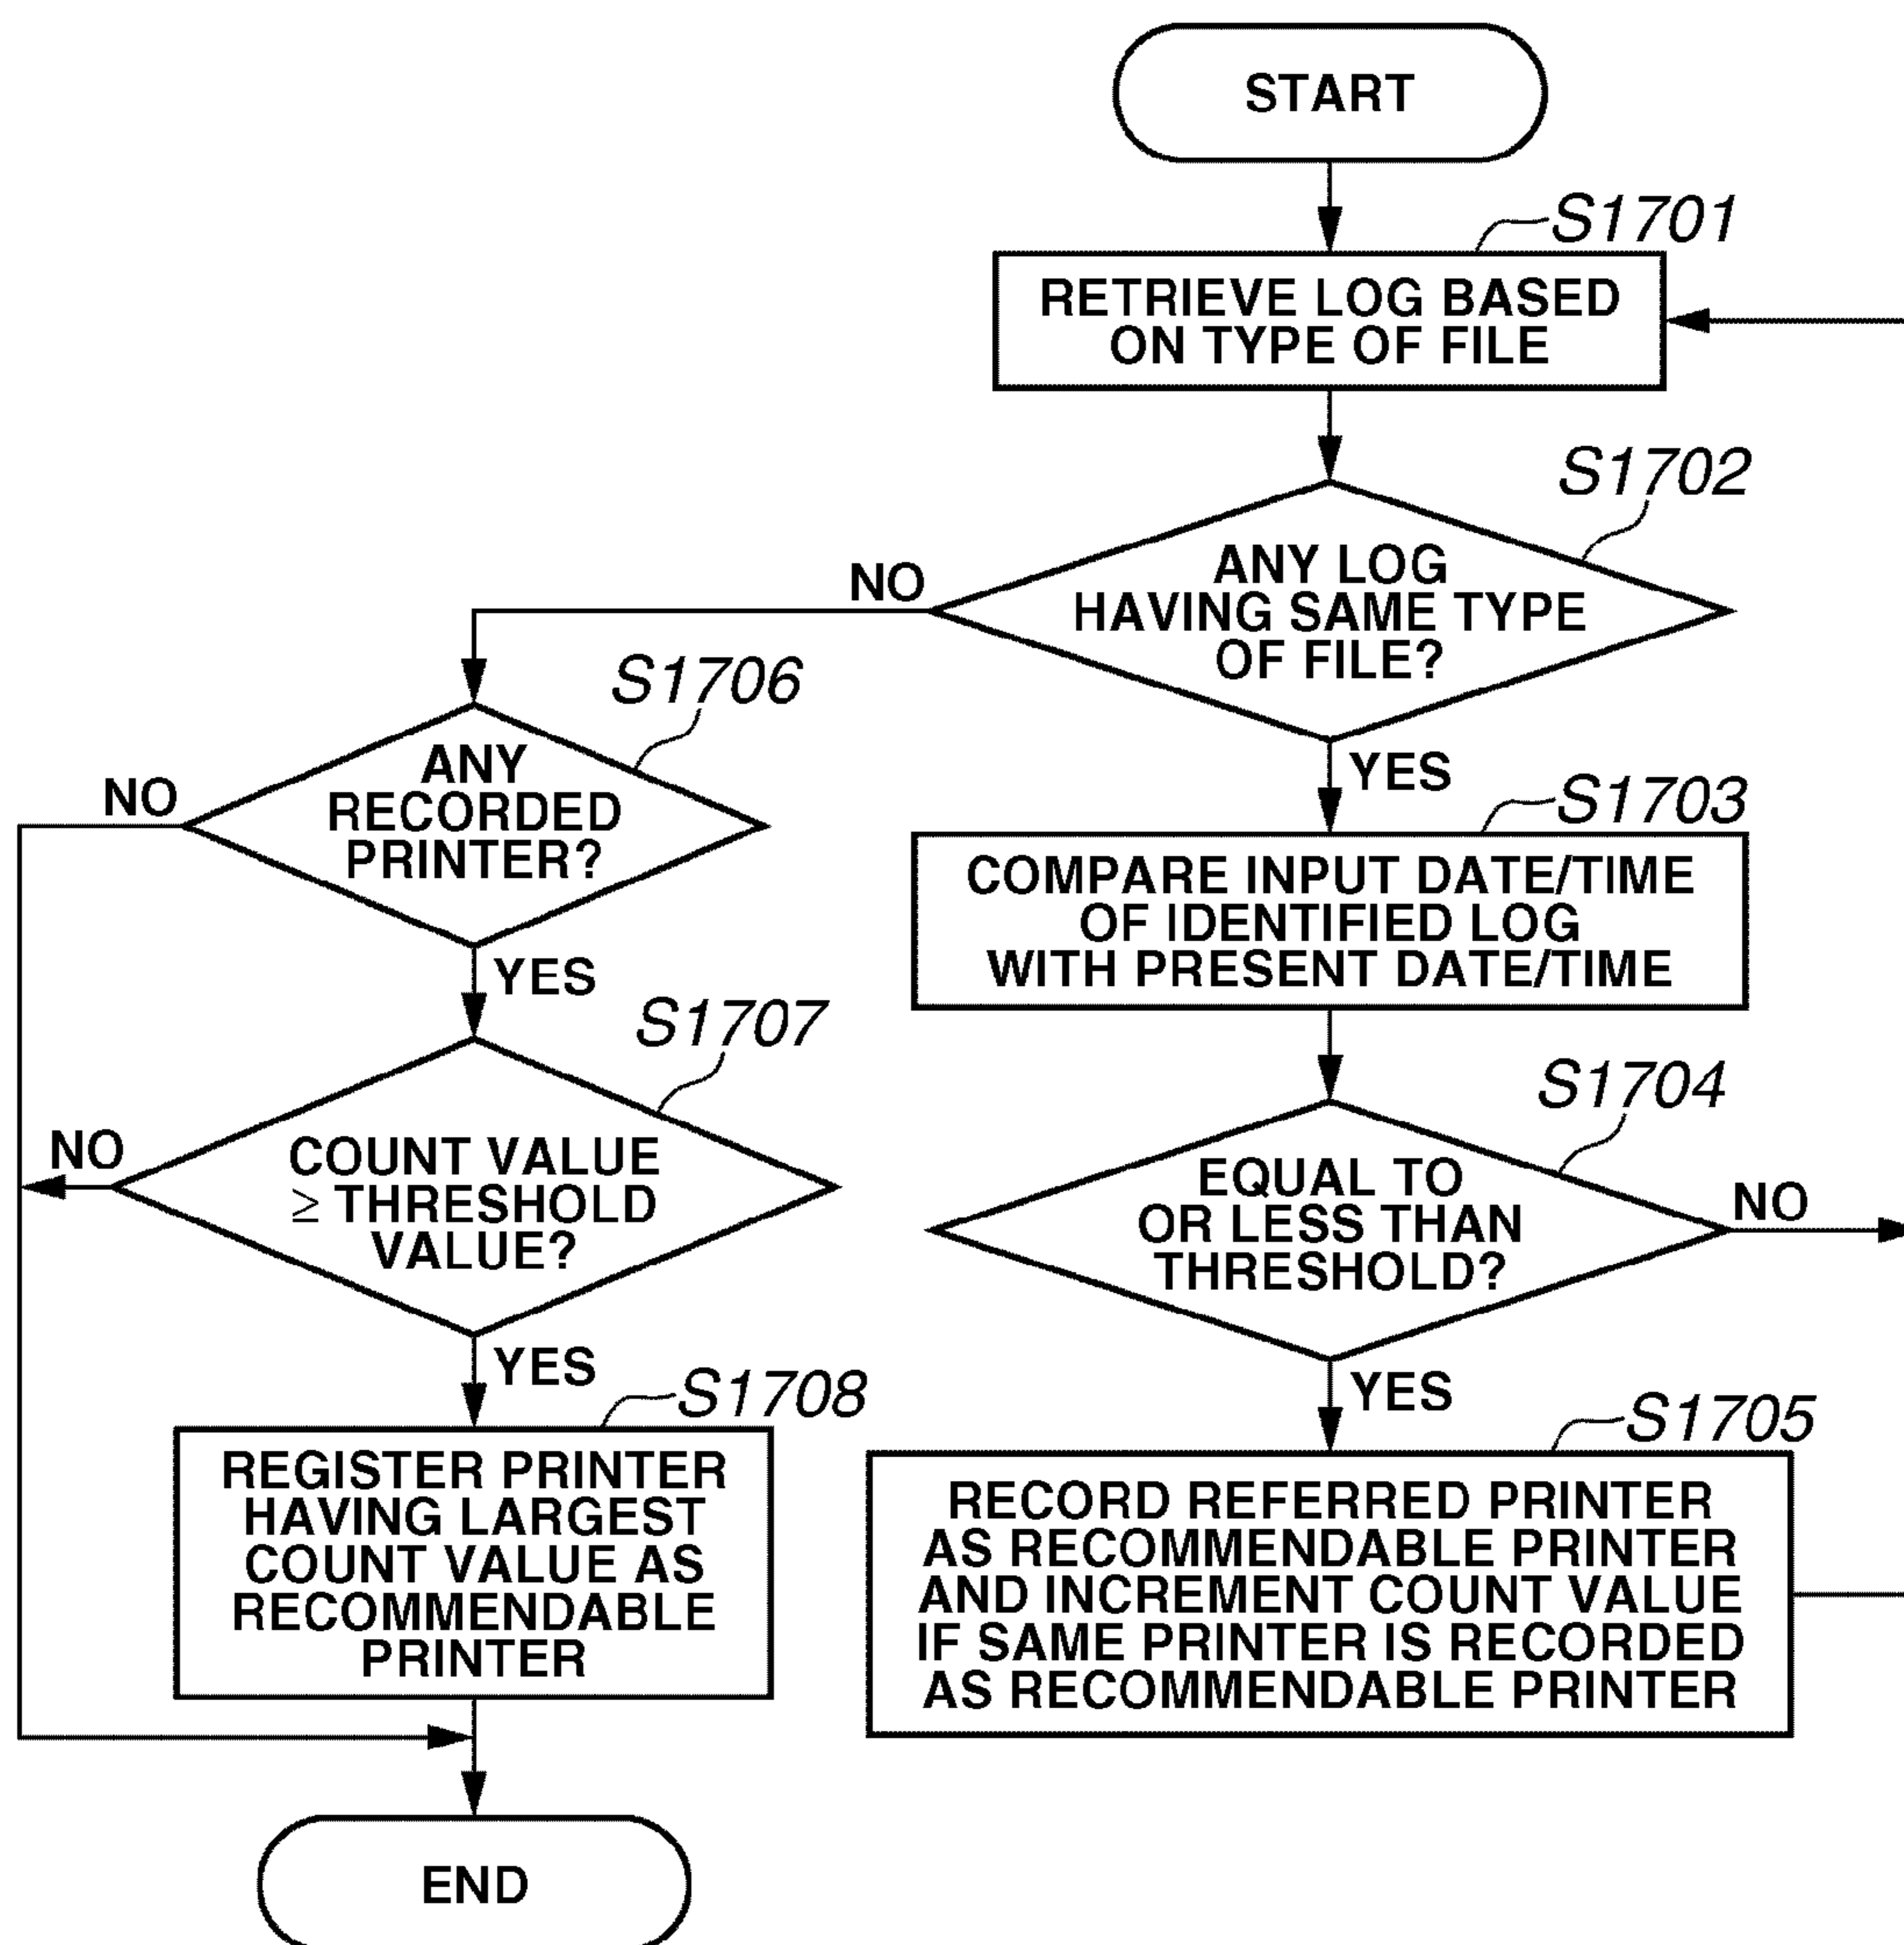 START
S1701
RETRIEVE LOG BASED
ON TYPE OF FILE
S1702
ANY LOG
HAVING SAME TYPE
OF FILE?
NO
YES
S1706
ANY
RECORDED
PRINTER?
NO
YES
S1703
COMPARE INPUT DATE/TIME
OF IDENTIFIED LOG
WITH PRESENT DATE/TIME
S1707
COUNT VALUE
≥ THRESHOLD
VALUE?
NO
YES
S1704
EQUAL TO
OR LESS THAN
THRESHOLD?
NO
YES
S1708
REGISTER PRINTER
HAVING LARGEST
COUNT VALUE AS
RECOMMENDABLE
PRINTER
S1705
RECORD REFERRED PRINTER
AS RECOMMENDABLE PRINTER
AND INCREMENT COUNT VALUE
IF SAME PRINTER IS RECORDED
AS RECOMMENDABLE PRINTER
END